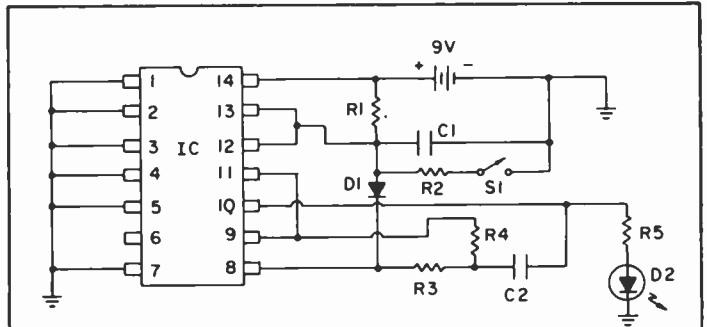 9V
+ -
1 14
R1
2 13
C1
3 IC 12
4 11
D1 R2 S1
5 10
R4 R5
6 9
D2
7 8
R3 C2